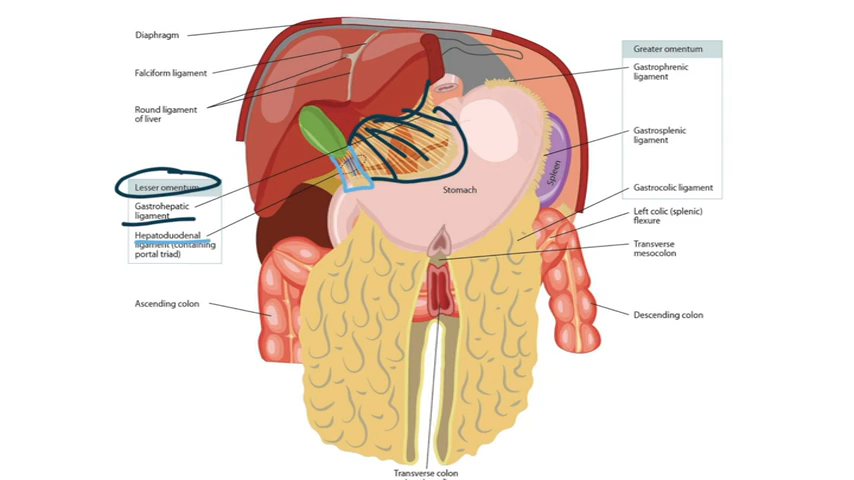 Diaphragm
Falciform ligament
Round ligament
of liver
Lesser omentum
Gastrohepatic
ligament
Hepatoduodenal
ligament (containing
portal triad)
Ascending colon
Stomach
Spleen
Greater omentum
Gastrophrenic
ligament
Gastrosplenic
ligament
Gastrocolic ligament
Left colic (splenic)
flexure
Transverse
mesocolon
Descending colon
Transverse colon